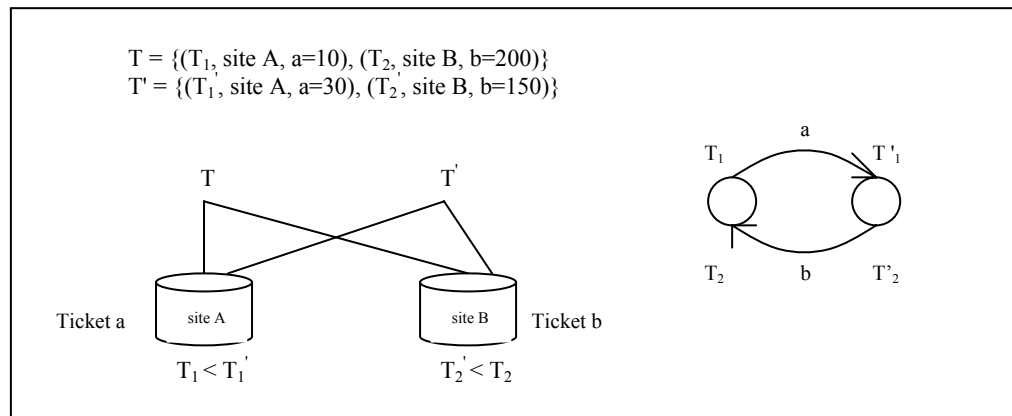 T = {(T₁, site A, a=10), (T₂, site B, b=200)}
T' = {(T₁', site A, a=30), (T₂', site B, b=150)}
a
T₁ T '₁
T T'
T₂ b T’₂
Ticket a site A site B Ticket b
T₁ < T₁' T₂' < T₂